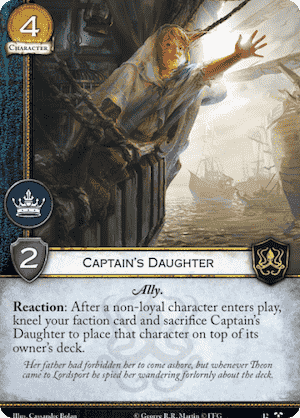 4
CHARACTER
2
CAPTAIN'S DAUGHTER
Ally.
Reaction: After a non-loyal character enters play,
kneel your faction card and sacrifice Captain's
Daughter to place that character on top of its
owner's deck.
Her father had forbidden her to come ashore, but whenever Theon
came to Lordsport he spied her wandering forlornly about the deck.
Illus. Cassandre Bolan
© George R.R. Martin © FFG
12